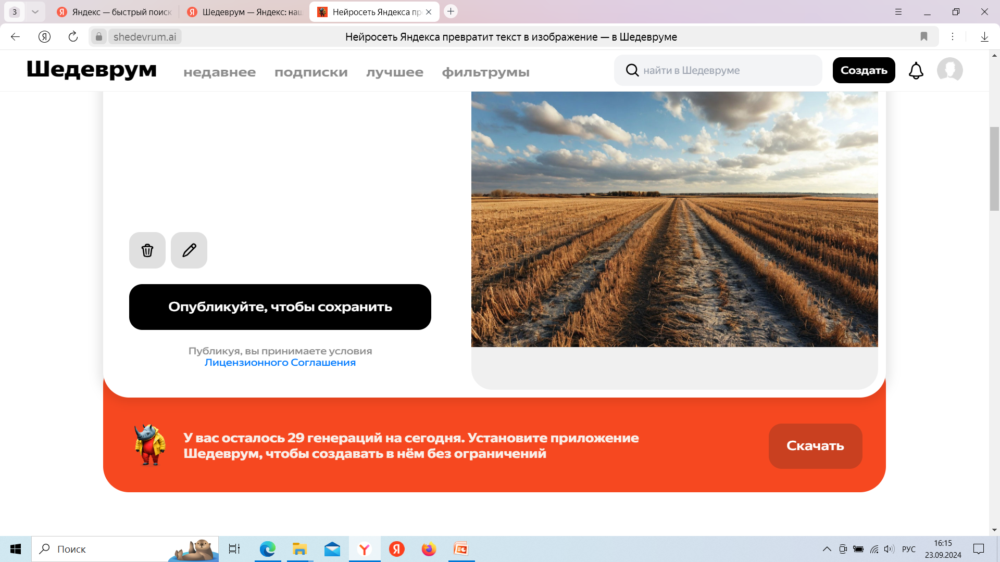 3
Яндекс — быстрый поиск
Шедеврум — Яндекс: наш
Нейросеть Яндекса пр
shedevrum.ai
Нейросеть Яндекса превратит текст в изображение — в Шедевруме
Шедеврум
недавнее
подписки
лучшее
фильтрумы
найти в Шедевруме
Создать
Опубликуйте, чтобы сохранить
Публикуя, вы принимаете условия
Лицензионного Соглашения
У вас осталось 29 генераций на сегодня. Установите приложение
Шедеврум, чтобы создавать в нём без ограничений
Скачать
Поиск
РУС
16:15
23.09.2024